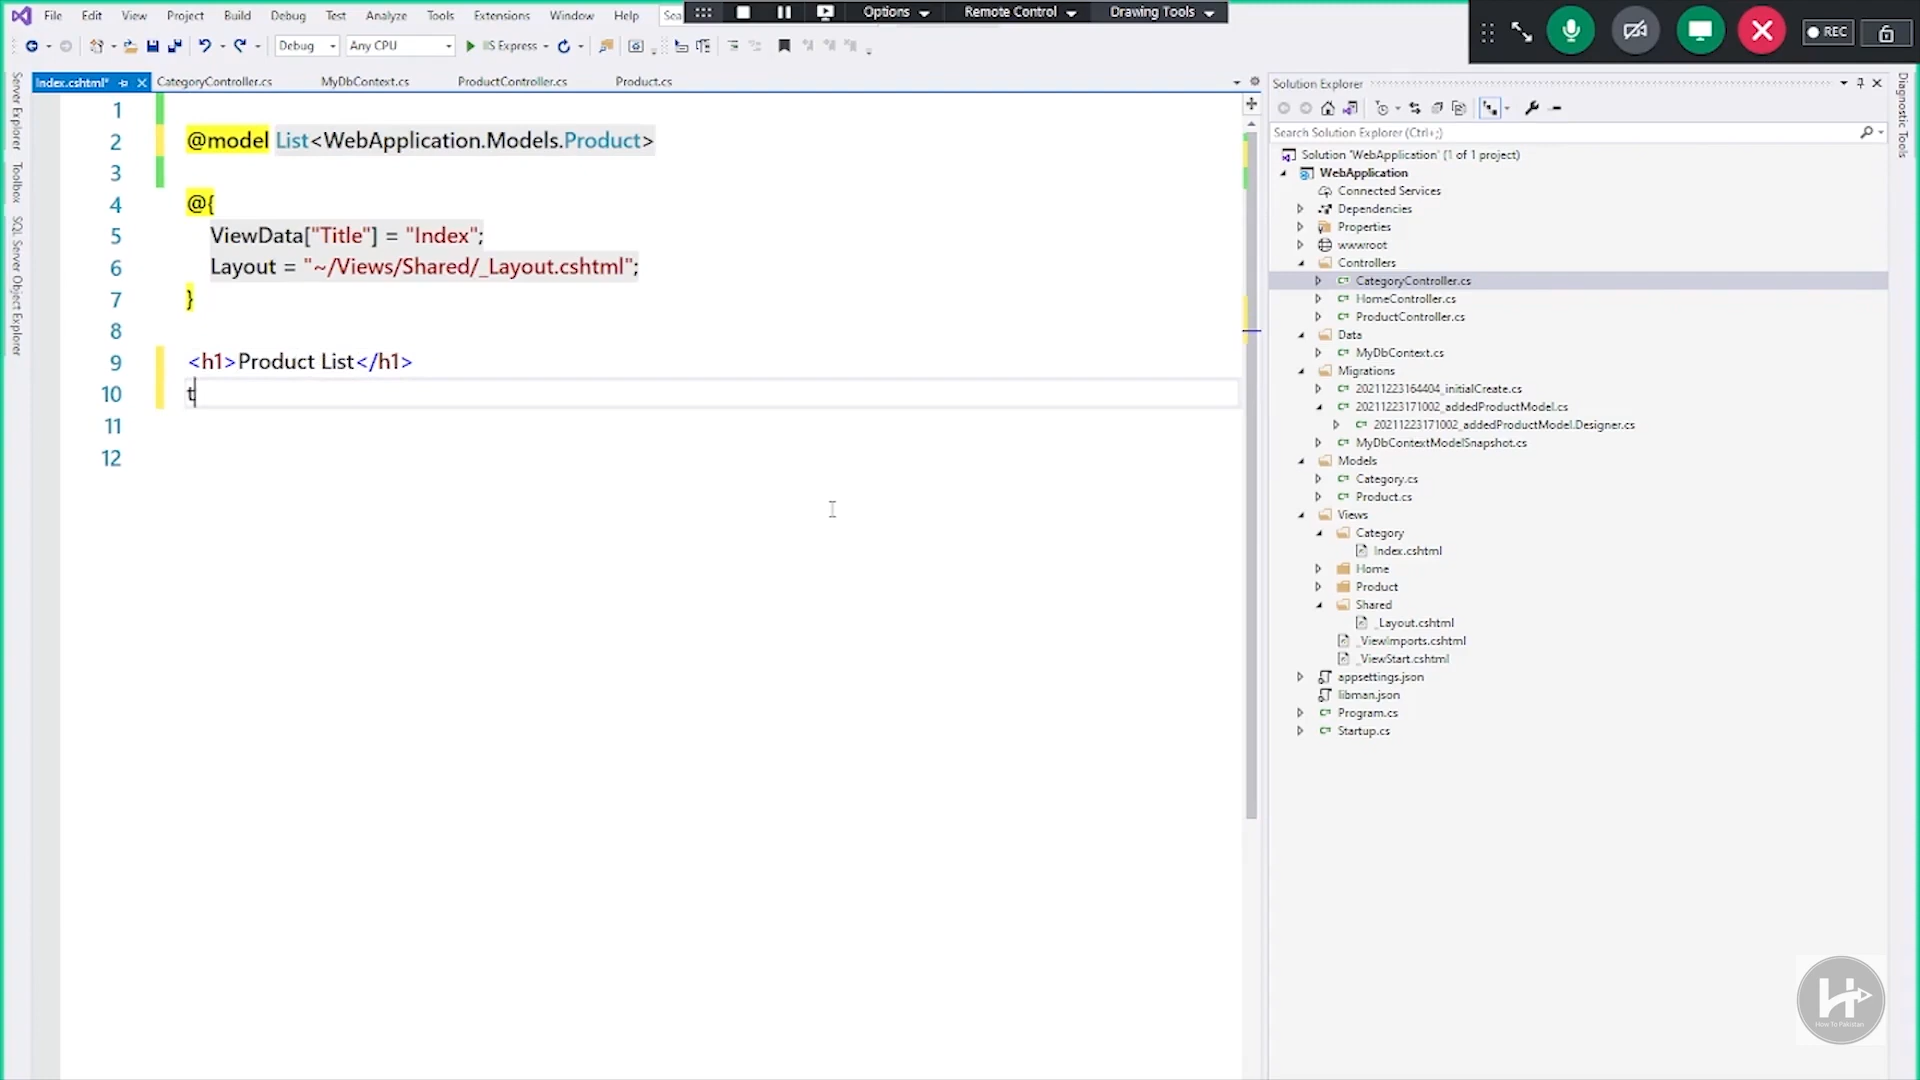 File Edit View Project Build Debug Test Analyze Tools Extensions Window Help Sea
Options Remote Control Drawing Tools
REC
Debug Any CPU IIS Express
Index.cshtml* CategoryController.cs MyDbContext.cs ProductController.cs Product.cs
Server Explorer
Toolbox
SQL Server Object Explorer
1
2 @model List<WebApplication.Models.Product>
3
4 @{
5 ViewData["Title"] = "Index";
6 Layout = "~/Views/Shared/_Layout.cshtml";
7 }
8
9 <h1>Product List</h1>
10 t
11
12
Solution Explorer
Search Solution Explorer (Ctrl+;)
Solution 'WebApplication' (1 of 1 project)
WebApplication
Connected Services
Dependencies
Properties
wwwroot
Controllers
CategoryController.cs
HomeController.cs
ProductController.cs
Data
MyDbContext.cs
Migrations
20211223164404_initialCreate.cs
20211223171002_addedProductModel.cs
20211223171002_addedProductModel.Designer.cs
MyDbContextModelSnapshot.cs
Models
Category.cs
Product.cs
Views
Category
Index.cshtml
Home
Product
Shared
_Layout.cshtml
_ViewImports.cshtml
_ViewStart.cshtml
appsettings.json
libman.json
Program.cs
Startup.cs
Diagnostic Tools
How To Pakistan